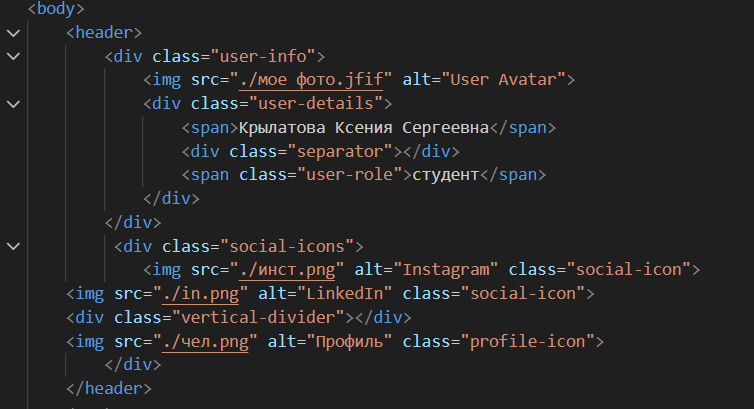 <body>
<header>
<div class="user-info">
<img src="./мое фото.jfif" alt="User Avatar">
<div class="user-details">
<span>Крылатова Ксения Сергеевна</span>
<div class="separator"></div>
<span class="user-role">студент</span>
</div>
</div>
<div class="social-icons">
<img src="./инст.png" alt="Instagram" class="social-icon">
<img src="./in.png" alt="LinkedIn" class="social-icon">
<div class="vertical-divider"></div>
<img src="./чел.png" alt="Профиль" class="profile-icon">
</div>
</header>